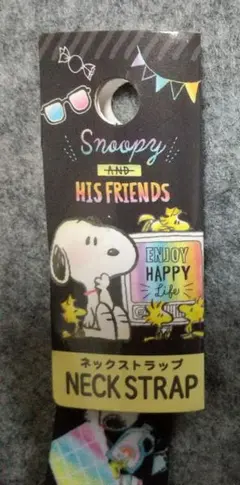 Snoopy
AND
HIS FRIENDS
ENJOY
HAPPY
Life
ネックストラップ
NECK STRAP